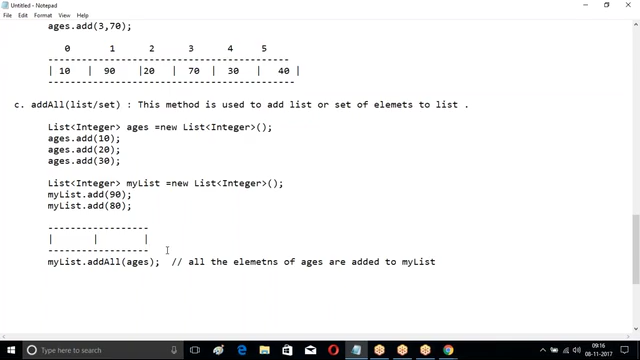 Untitled - Notepad
File Edit Format View Help
ages.add(3,70);
0 1 2 3 4 5
-----------------------------------------
| 10 | 90 |20 | 70 | 30 | 40 |
------------------------------------------
c. addAll(list/set) : This method is used to add list or set of elemets to list .
List<Integer> ages =new List<Integer>();
ages.add(10);
ages.add(20);
ages.add(30);
List<Integer> myList =new List<Integer>();
myList.add(90);
myList.add(80);
------------------
| | |
------------------
myList.addAll(ages); // all the elemetns of ages are added to myList
Type here to search
09:16
08-11-2017